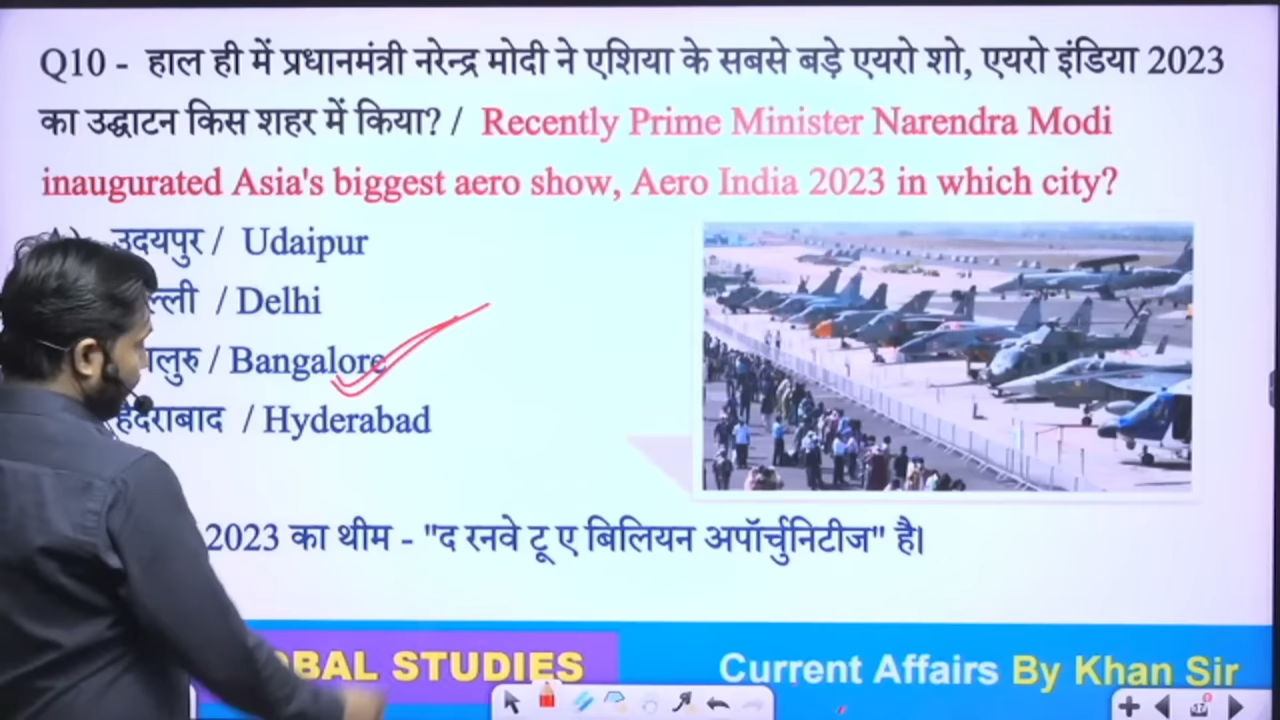 Q10 - हाल ही में प्रधानमंत्री नरेन्द्र मोदी ने एशिया के सबसे बड़े एयरो शो, एयरो इंडिया 2023
का उद्घाटन किस शहर में किया? / Recently Prime Minister Narendra Modi
inaugurated Asia's biggest aero show, Aero India 2023 in which city?
उदयपुर / Udaipur
/ Delhi
/ Bangalore
हैदराबाद / Hyderabad
2023 का थीम - "द रनवे टू ए बिलियन अपॉर्चुनिटीज" है।
STUDIES
Current Affairs By Khan Sir